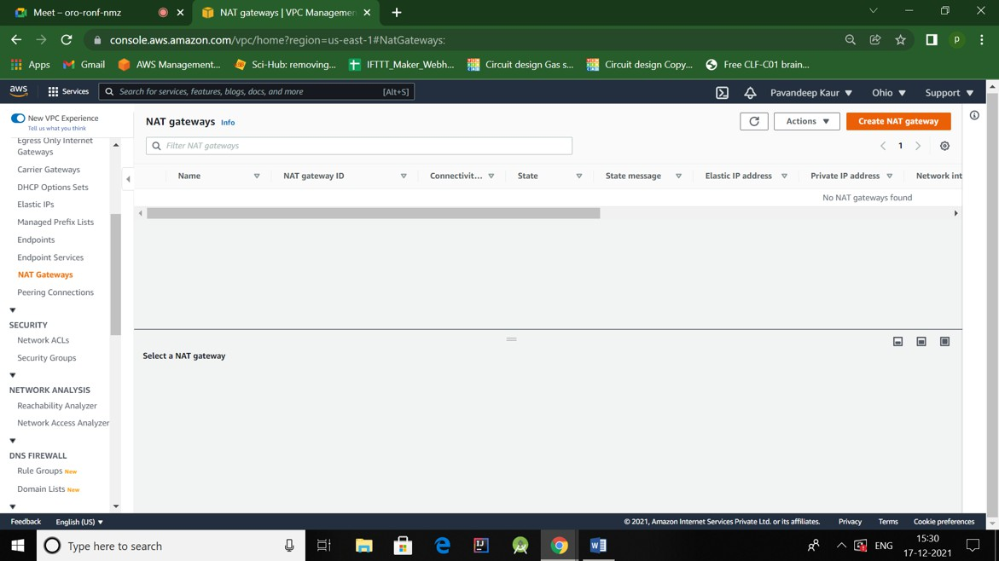 Meet – oro-ronf-nmz
NAT gateways | VPC Managemen
console.aws.amazon.com/vpc/home?region=us-east-1#NatGateways:
p
Apps Gmail AWS Management... Sci-Hub: removing... IFTTT_Maker_Webh... Circuit design Gas s... Circuit design Copy... Free CLF-C01 brain...
aws Services Search for services, features, blogs, docs, and more [Alt+S] Pavandeep Kaur Ohio Support
New VPC Experience
Tell us what you think
Egress Only Internet
Gateways
Carrier Gateways
DHCP Option Sets
Elastic IPs
Managed Prefix Lists
Endpoints
Endpoint Services
NAT Gateways
Peering Connections
SECURITY
Network ACLs
Security Groups
NETWORK ANALYSIS
Reachability Analyzer
Network Access Analyzer
DNS FIREWALL
Rule Groups New
Domain Lists New
NAT gateways Info
Actions Create NAT gateway
Filter NAT gateways
1
Name NAT gateway ID Connectivit... State State message Elastic IP address Private IP address Network int
No NAT gateways found
Select a NAT gateway
Feedback English (US) © 2021, Amazon Internet Services Private Ltd. or its affiliates. Privacy Terms Cookie preferences
Type here to search
ENG
15:30
17-12-2021